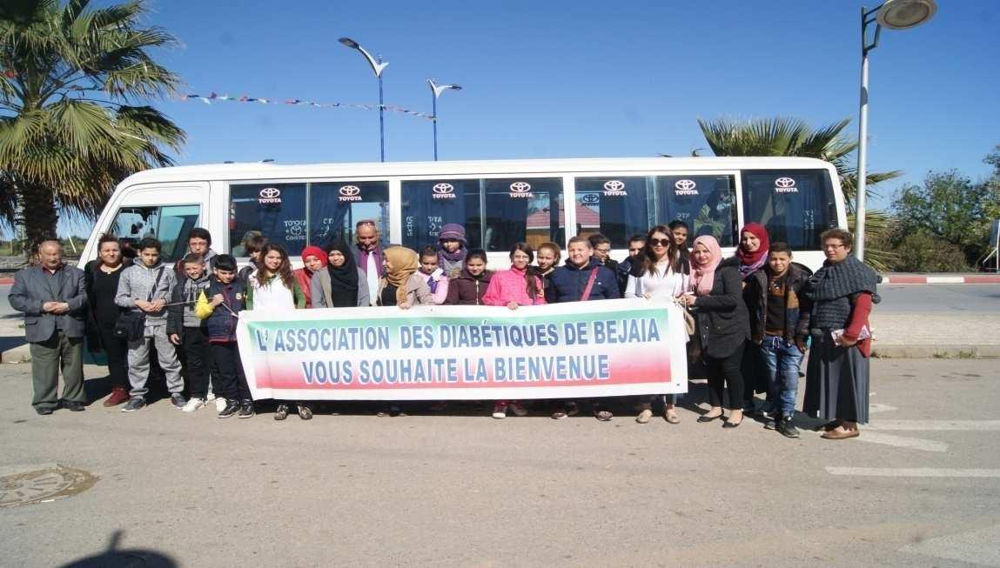 TOYOTA TOYOTA TOYOTA TOYOTA TOYOTA TOYOTA TOYOTA
L'ASSOCIATION DES DIABÉTIQUES DE BEJAIA
VOUS SOUHAITE LA BIENVENUE